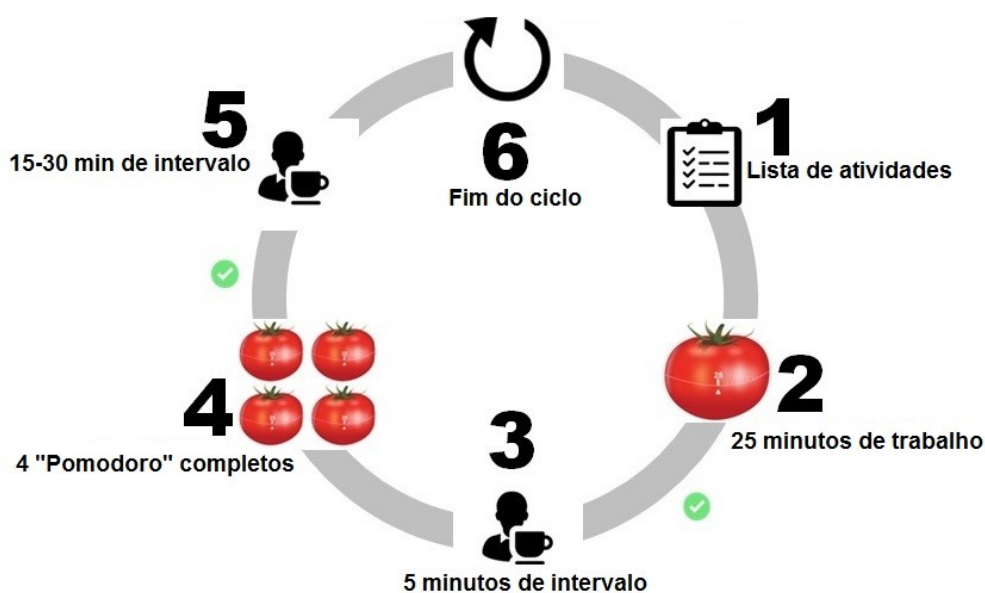 1
Lista de atividades
2
25 minutos de trabalho
3
5 minutos de intervalo
4
4 "Pomodoro" completos
5
15-30 min de intervalo
6
Fim do ciclo
25